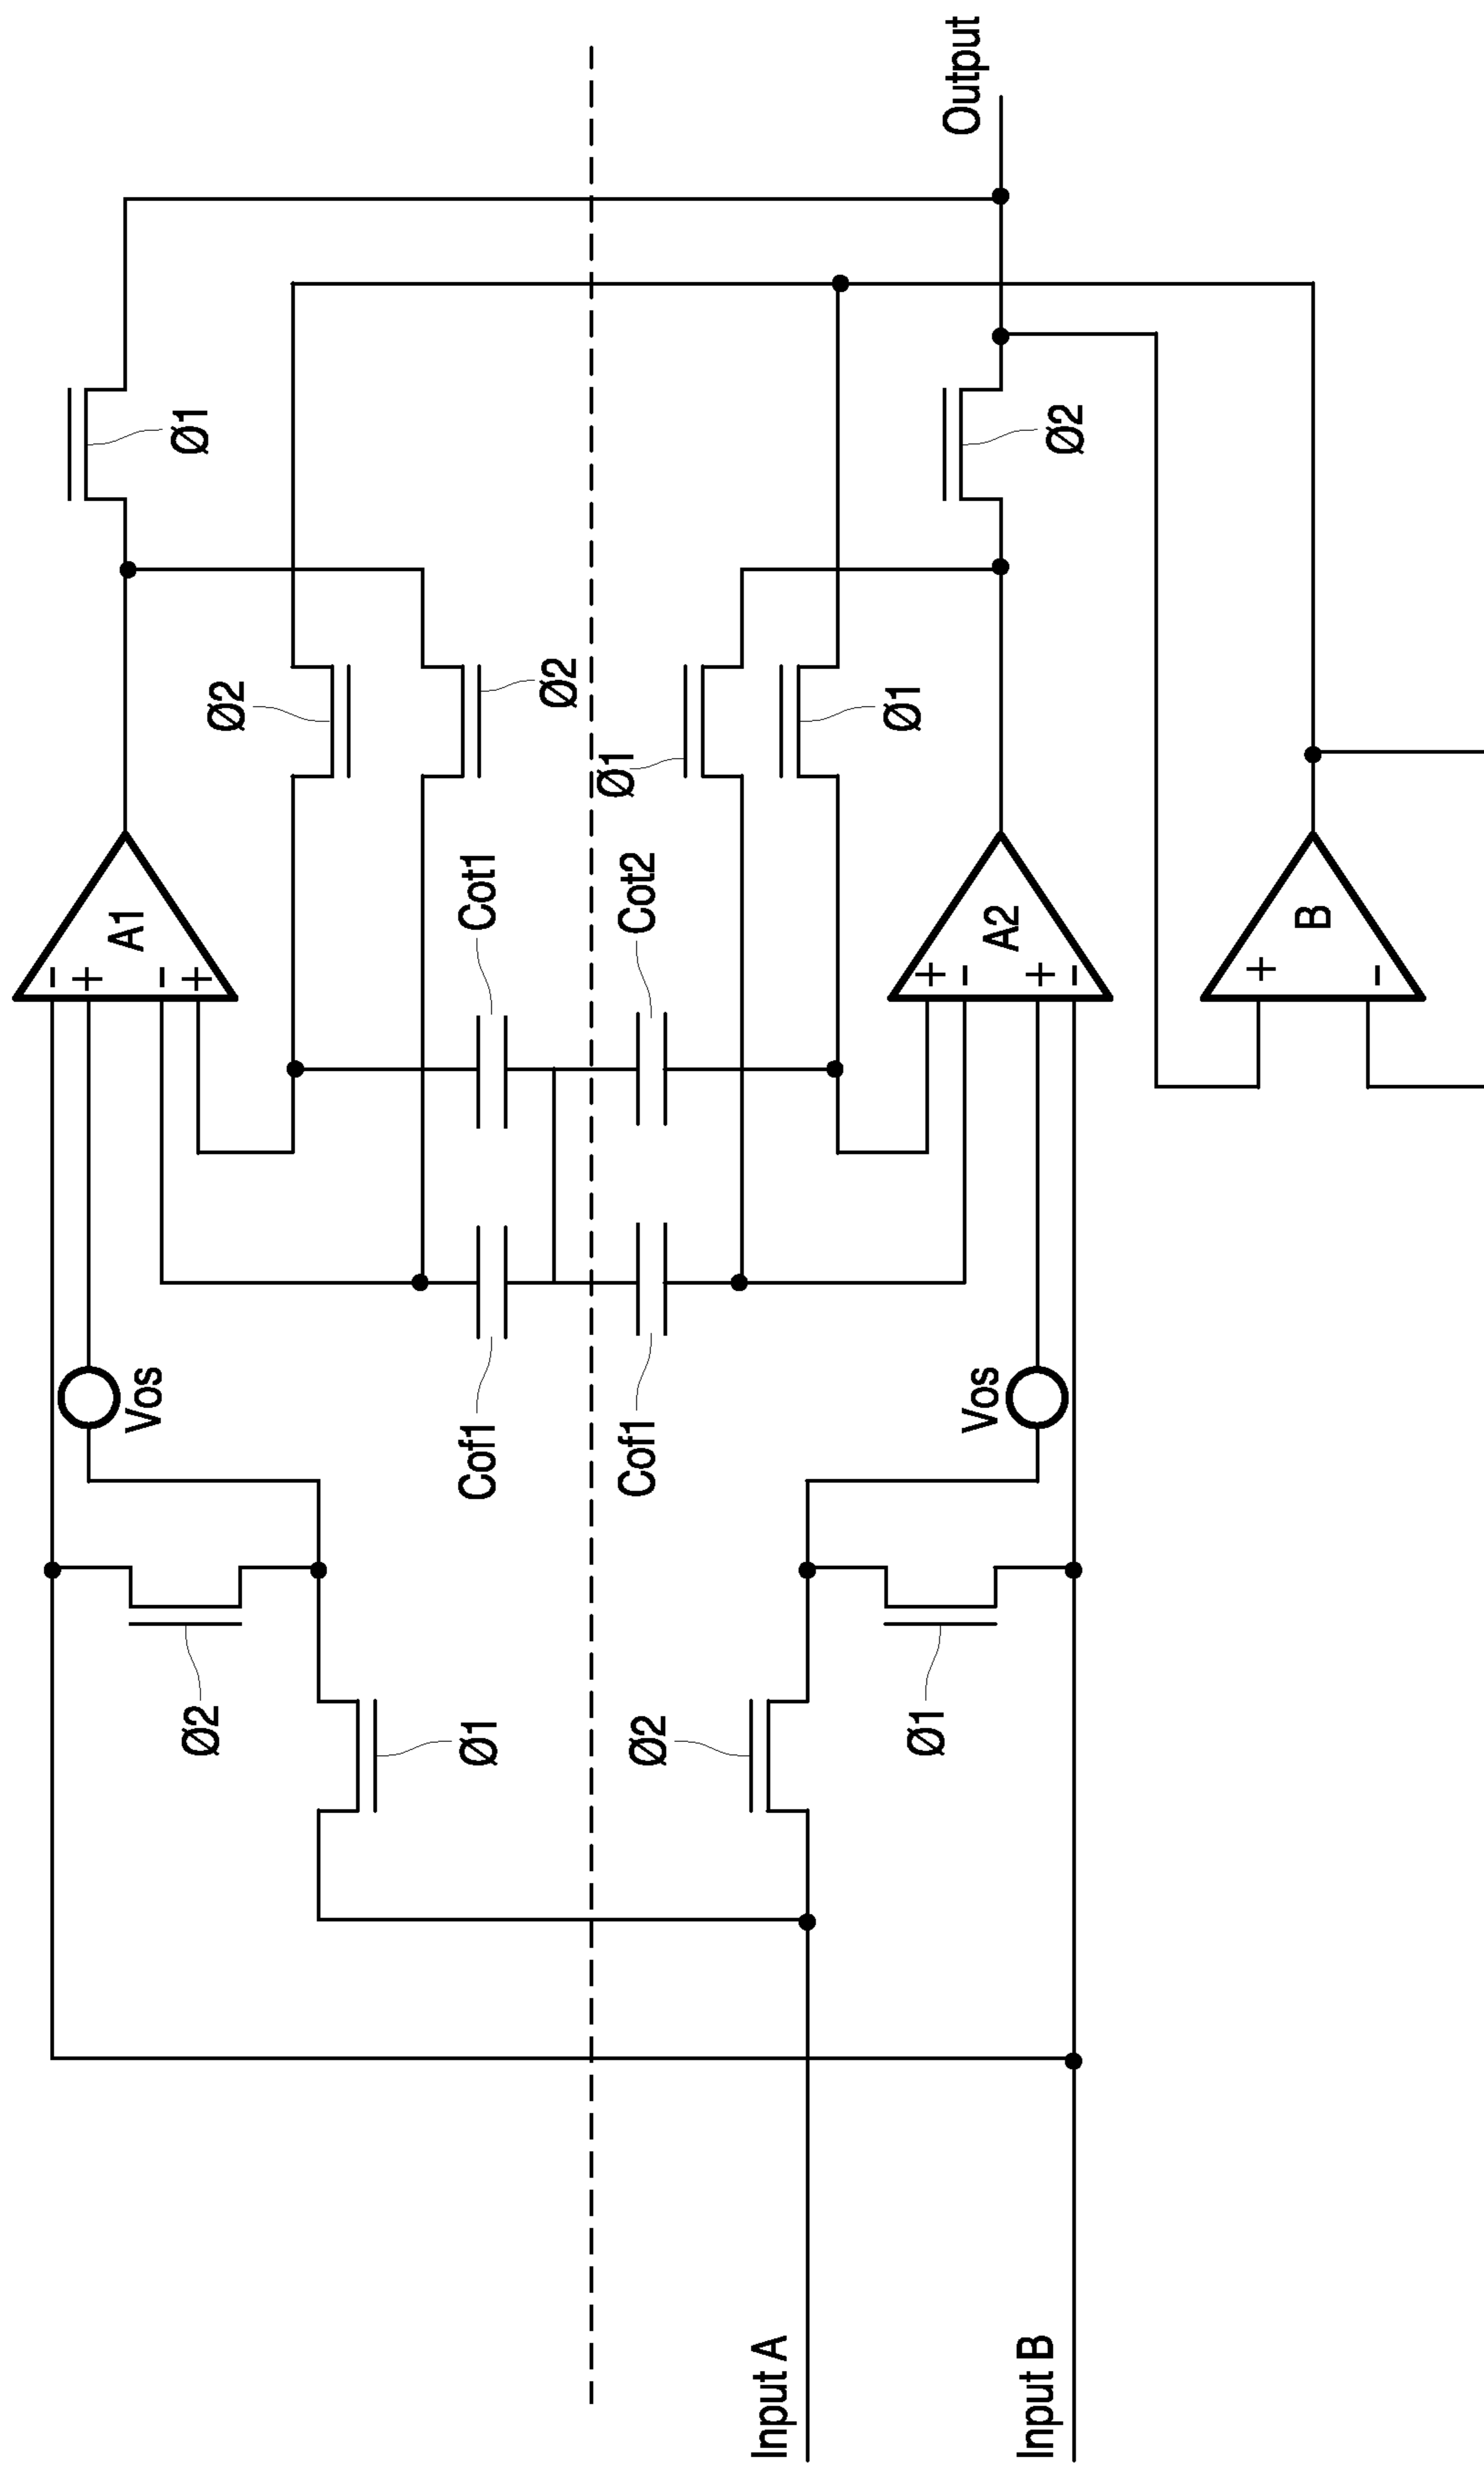 Ø1
Output
A1
- + - +
Ø2
Ø2
Vos
Cot1
Cof1
Ø2
Ø1
Cot2
Cof1
Ø1
Ø1
Ø2
A2
+ - + -
Vos
Ø2
Ø1
B
+ -
Input A
Input B